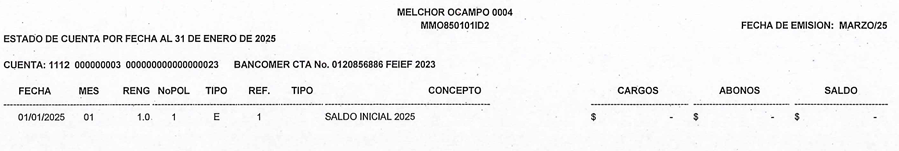 MELCHOR OCAMPO 0004
MMO850101ID2
FECHA DE EMISION: MARZO/25
ESTADO DE CUENTA POR FECHA AL 31 DE ENERO DE 2025
CUENTA: 1112 000000003 000000000000000023 BANCOMER CTA No. 0120856886 FEIEF 2023
FECHA MES RENG NoPOL TIPO REF. TIPO CONCEPTO CARGOS ABONOS SALDO
01/01/2025 01 1.0 1 E 1 SALDO INICIAL 2025 $ - $ - $ -